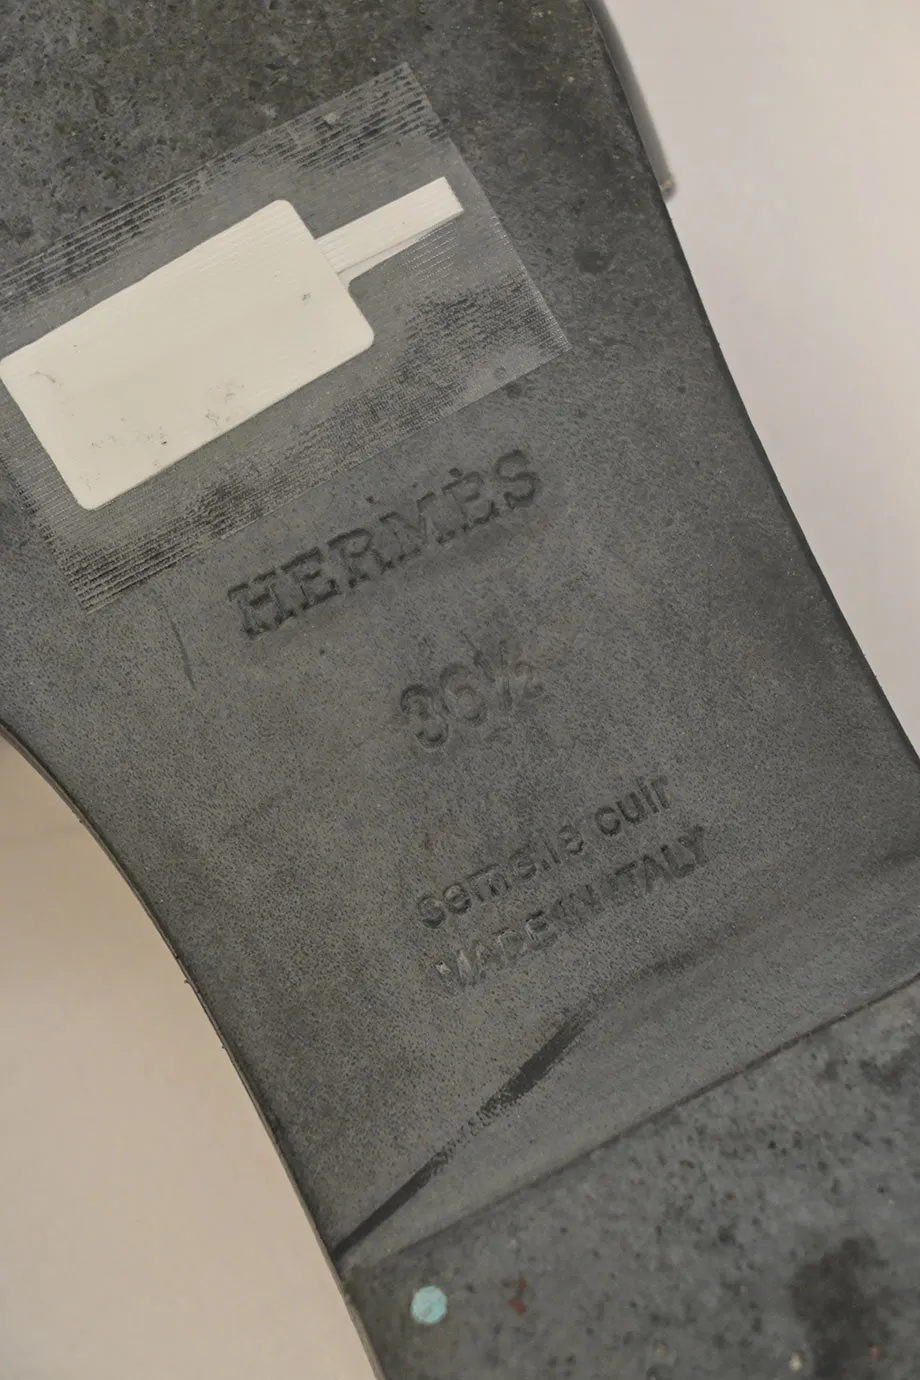 HERMÈS
36½
semelle cuir
MADE IN ITALY